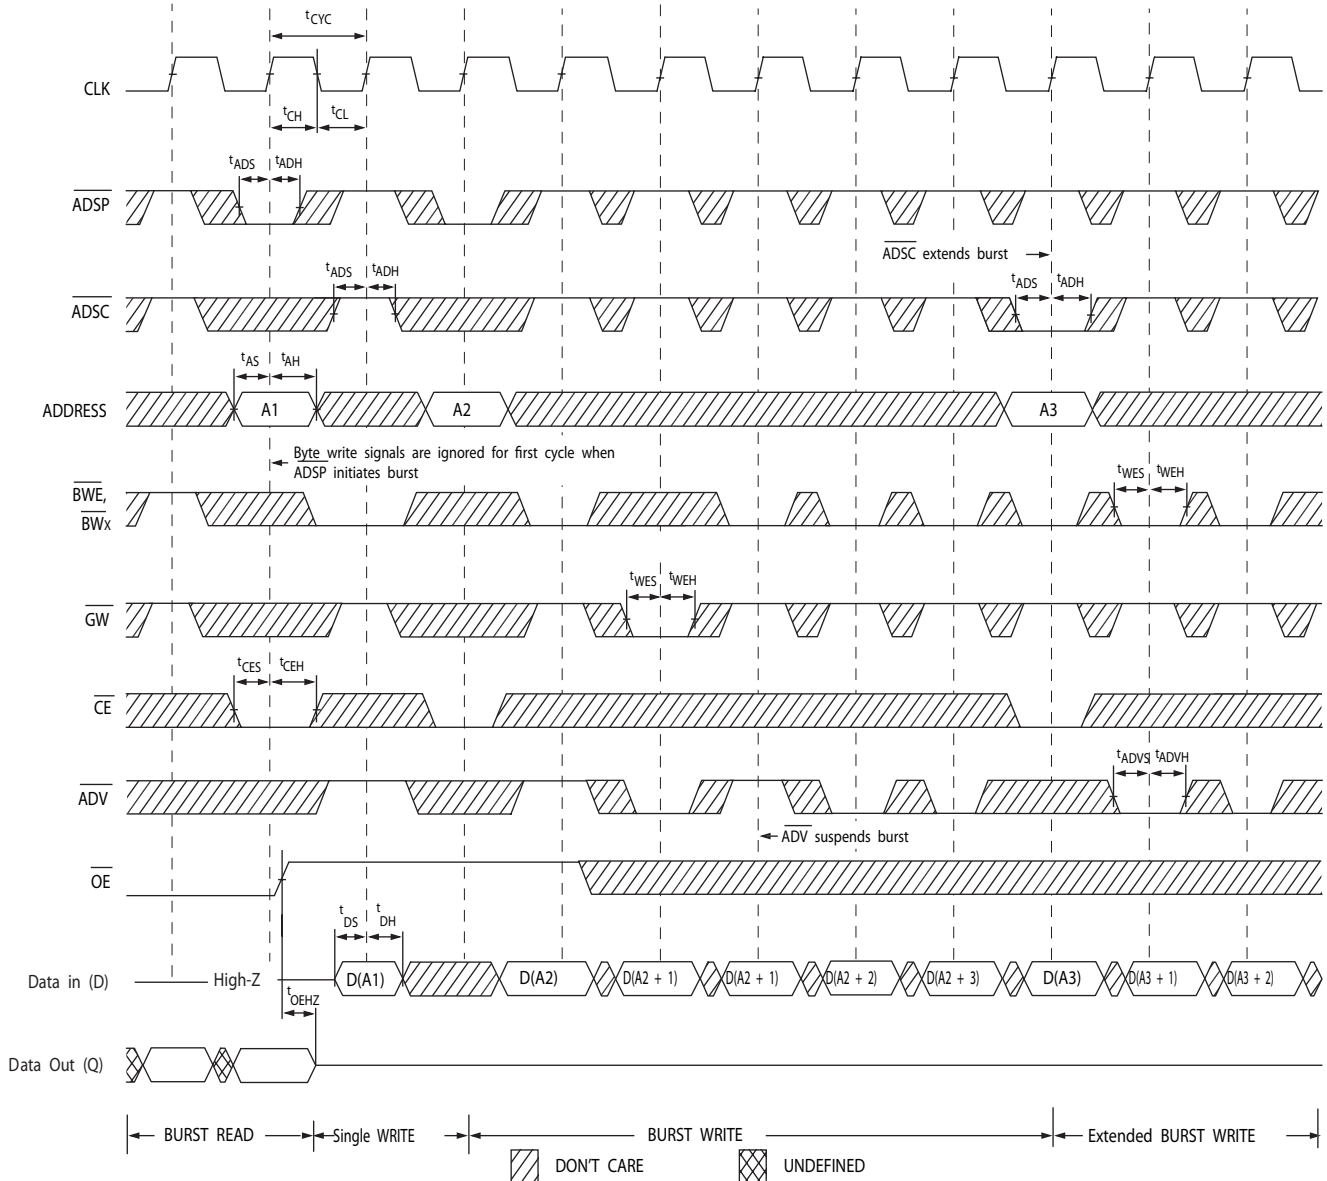 tCYC
CLK
tCH tCL
tADS tADH
ADSP
ADSC extends burst
tADS tADH
tADS tADH
ADSC
tAS tAH
ADDRESS A1 A2 A3
Byte write signals are ignored for first cycle when
ADSP initiates burst
BWE,
BWx
tWES tWEH
tWES tWEH
GW
tCES tCEH
CE
tADVS tADVH
ADV
ADV suspends burst
OE
tDS tDH
Data in (D) High-Z D(A1) D(A2) D(A2 + 1) D(A2 + 1) D(A2 + 2) D(A2 + 3) D(A3) D(A3 + 1) D(A3 + 2)
tOEHZ
Data Out (Q)
BURST READ Single WRITE BURST WRITE Extended BURST WRITE
DON'T CARE UNDEFINED